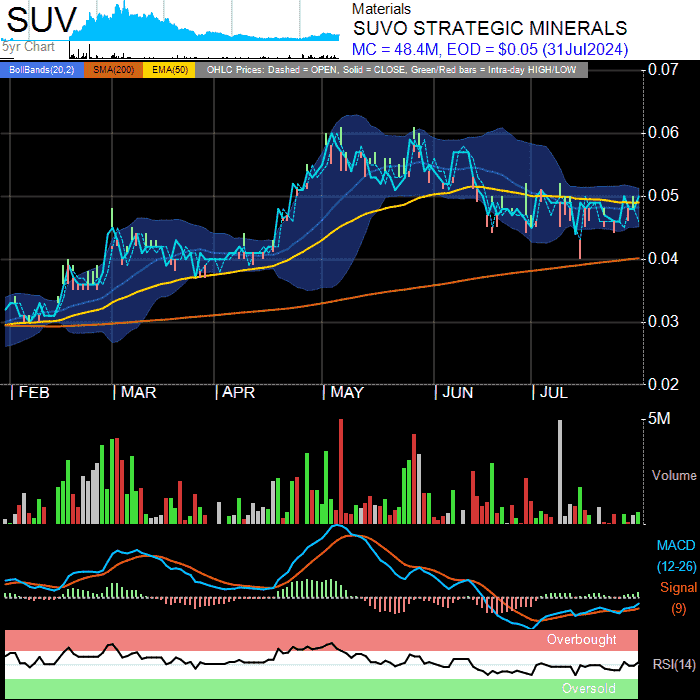 SUV
5yr Chart
Materials
SUVO STRATEGIC MINERALS
MC = 48.4M, EOD = $0.05 (31Jul2024)
BollBands(20,2) SMA(200) EMA(50) OHLC Prices: Dashed = OPEN, Solid = CLOSE, Green/Red bars = Intra-day HIGH/LOW
0.07
0.06
0.05
0.04
0.03
0.02
FEB MAR APR MAY JUN JUL
5M
Volume
MACD
(12-26)
Signal
(9)
Overbought
RSI(14)
Oversold